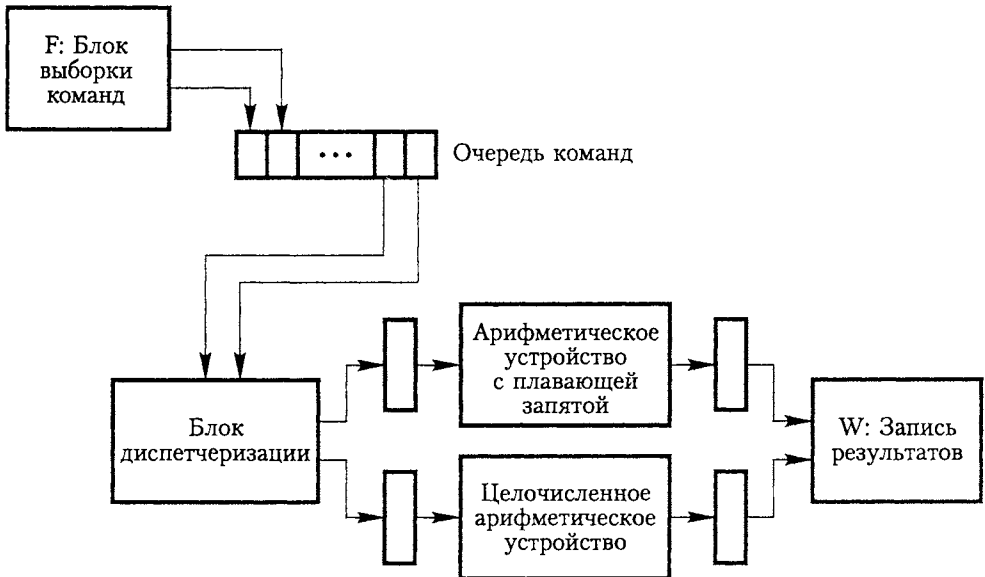 F: Блок
выборки
команд
• • •
Очередь команд
Арифметическое
устройство
с плавающей
запятой
Блок
диспетчеризации
W: Запись
результатов
Целочисленное
арифметическое
устройство